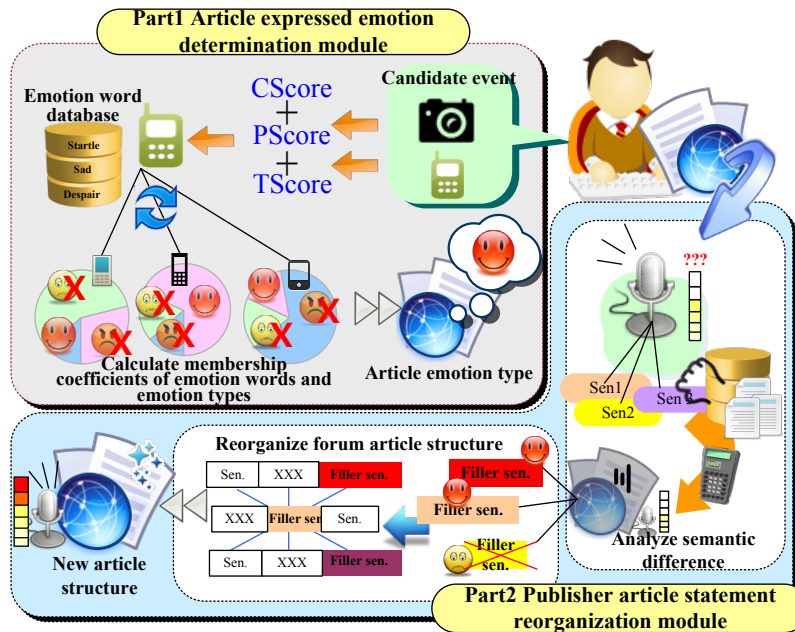 Part1 Article expressed emotion
determination module
Emotion word
database
Startle
Sad
Despair
CScore
+
PScore
+
TScore
Candidate event
X
X
X
X
X
X
Calculate membership
coefficients of emotion words and
emotion types
Article emotion type
???
Sen1
Sen2
Sen 3
Analyze semantic
difference
Reorganize forum article structure
Sen.
XXX
Filler sen.
XXX
Filler sen
Sen.
Sen.
XXX
Filler sen.
Filler sen.
Filler sen.
Filler
sen.
New article
structure
Part2 Publisher article statement
reorganization module